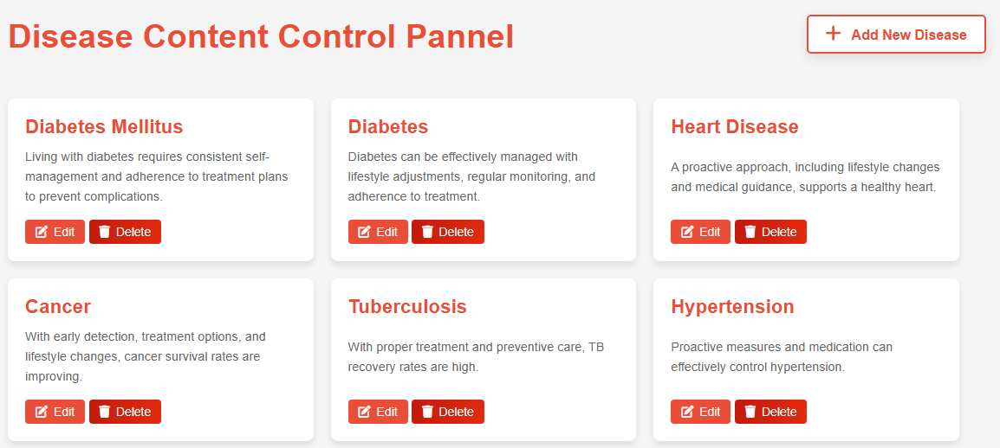 Disease Content Control Pannel
Add New Disease
Diabetes Mellitus
Living with diabetes requires consistent self-
management and adherence to treatment plans
to prevent complications.
Edit Delete
Diabetes
Diabetes can be effectively managed with
lifestyle adjustments, regular monitoring, and
adherence to treatment.
Edit Delete
Heart Disease
A proactive approach, including lifestyle changes
and medical guidance, supports a healthy heart.
Edit Delete
Cancer
With early detection, treatment options, and
lifestyle changes, cancer survival rates are
improving.
Edit Delete
Tuberculosis
With proper treatment and preventive care, TB
recovery rates are high.
Edit Delete
Hypertension
Proactive measures and medication can
effectively control hypertension.
Edit Delete